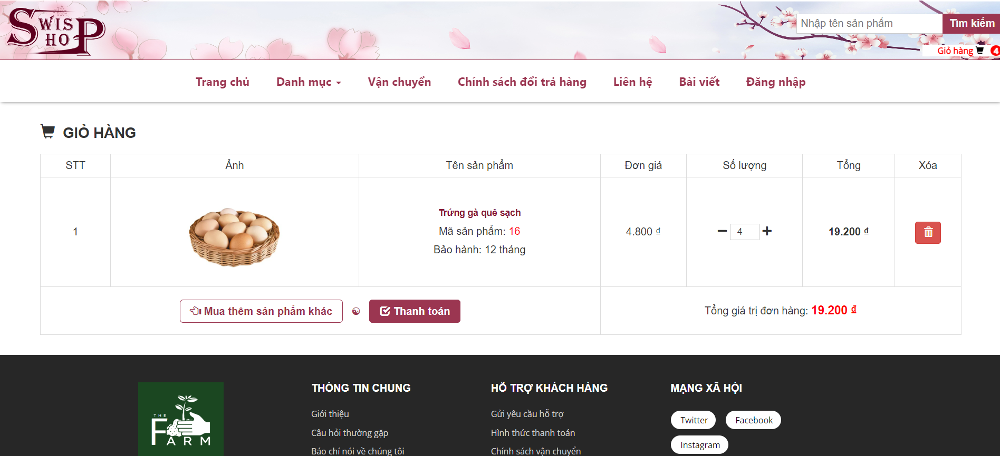 SWIS
HOP
Nhập tên sản phẩm
Tìm kiếm
Giỏ hàng 4
Trang chủ
Danh mục
Vận chuyển
Chính sách đổi trả hàng
Liên hệ
Bài viết
Đăng nhập
GIỎ HÀNG
STT
Ảnh
Tên sản phẩm
Đơn giá
Số lượng
Tổng
Xóa
1
Trứng gà quê sạch
Mã sản phẩm: 16
Bảo hành: 12 tháng
4.800 ₫
4
19.200 ₫
Mua thêm sản phẩm khác
Thanh toán
Tổng giá trị đơn hàng: 19.200 ₫
THE
FARM
THÔNG TIN CHUNG
Giới thiệu
Câu hỏi thường gặp
Báo chí nói về chúng tôi
HỖ TRỢ KHÁCH HÀNG
Gửi yêu cầu hỗ trợ
Hình thức thanh toán
Chính sách vận chuyển
MẠNG XÃ HỘI
Twitter
Facebook
Instagram